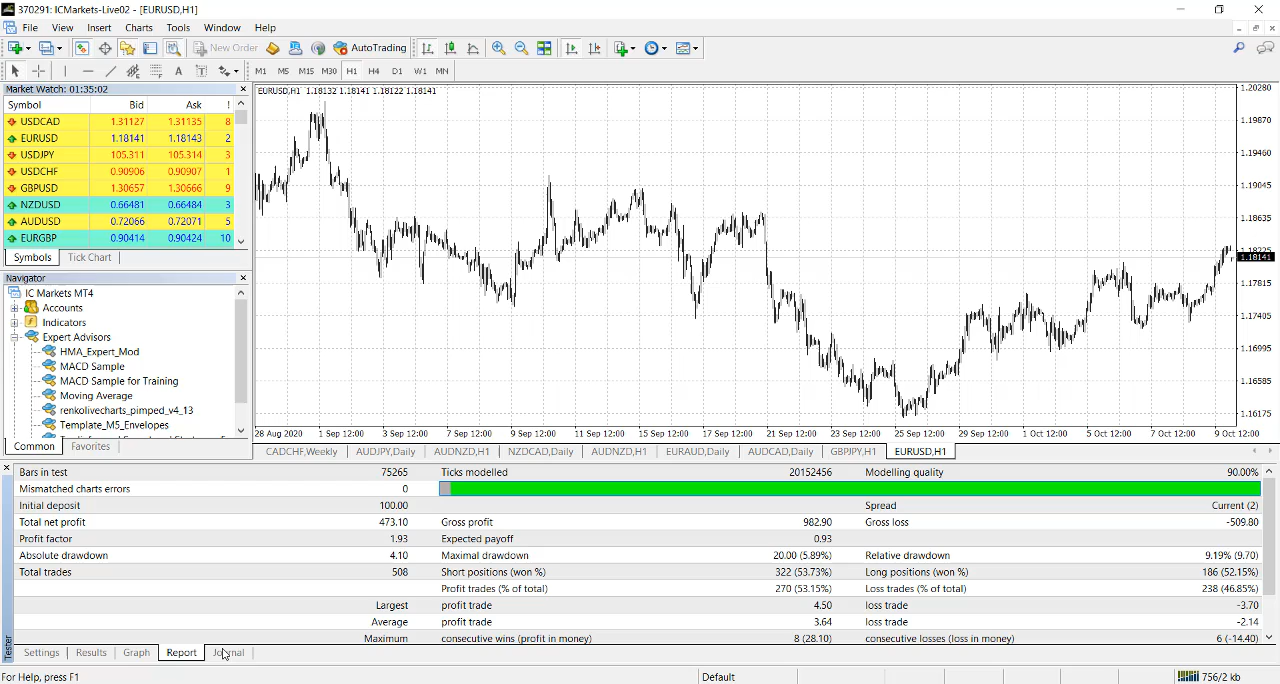 370291: ICMarkets-Live02 - [EURUSD,H1]
File View Insert Charts Tools Window Help
New Order AutoTrading
A T M1 M5 M15 M30 H1 H4 D1 W1 MN
Market Watch: 01:35:02
Symbol Bid Ask !
USDCAD 1.31127 1.31135 8
EURUSD 1.18141 1.18143 2
USDJPY 105.311 105.314 3
USDCHF 0.90906 0.90907 1
GBPUSD 1.30657 1.30666 9
NZDUSD 0.66481 0.66484 3
AUDUSD 0.72066 0.72071 5
EURGBP 0.90414 0.90424 10
Symbols Tick Chart
Navigator
IC Markets MT4
Accounts
Indicators
Expert Advisors
HMA_Expert_Mod
MACD Sample
MACD Sample for Training
Moving Average
renkolivecharts_pimped_v4_13
Template_M5_Envelopes
Common Favorites
EURUSD,H1 1.18132 1.18141 1.18122 1.18141
1.20280
1.19870
1.19460
1.19045
1.18635
1.18225
1.18141
1.17815
1.17405
1.16995
1.16585
1.16175
28 Aug 2020 1 Sep 12:00 3 Sep 12:00 7 Sep 12:00 9 Sep 12:00 11 Sep 12:00 15 Sep 12:00 17 Sep 12:00 21 Sep 12:00 23 Sep 12:00 25 Sep 12:00 29 Sep 12:00 1 Oct 12:00 5 Oct 12:00 7 Oct 12:00 9 Oct 12:00
CADCHF,Weekly AUDJPY,Daily AUDNZD,H1 NZDCAD,Daily AUDNZD,H1 EURAUD,Daily AUDCAD,Daily GBPJPY,H1 EURUSD,H1
Bars in test 75265 Ticks modelled 20152456 Modelling quality 90.00%
Mismatched charts errors 0
Initial deposit 100.00 Spread Current (2)
Total net profit 473.10 Gross profit 982.90 Gross loss -509.80
Profit factor 1.93 Expected payoff 0.93
Absolute drawdown 4.10 Maximal drawdown 20.00 (5.89%) Relative drawdown 9.19% (9.70)
Total trades 508 Short positions (won %) 322 (53.73%) Long positions (won %) 186 (52.15%)
Profit trades (% of total) 270 (53.15%) Loss trades (% of total) 238 (46.85%)
Largest profit trade 4.50 loss trade -3.70
Average profit trade 3.64 loss trade -2.14
Maximum consecutive wins (profit in money) 8 (28.10) consecutive losses (loss in money) 6 (-14.40)
Tester
Settings Results Graph Report Journal
For Help, press F1 Default 756/2 kb